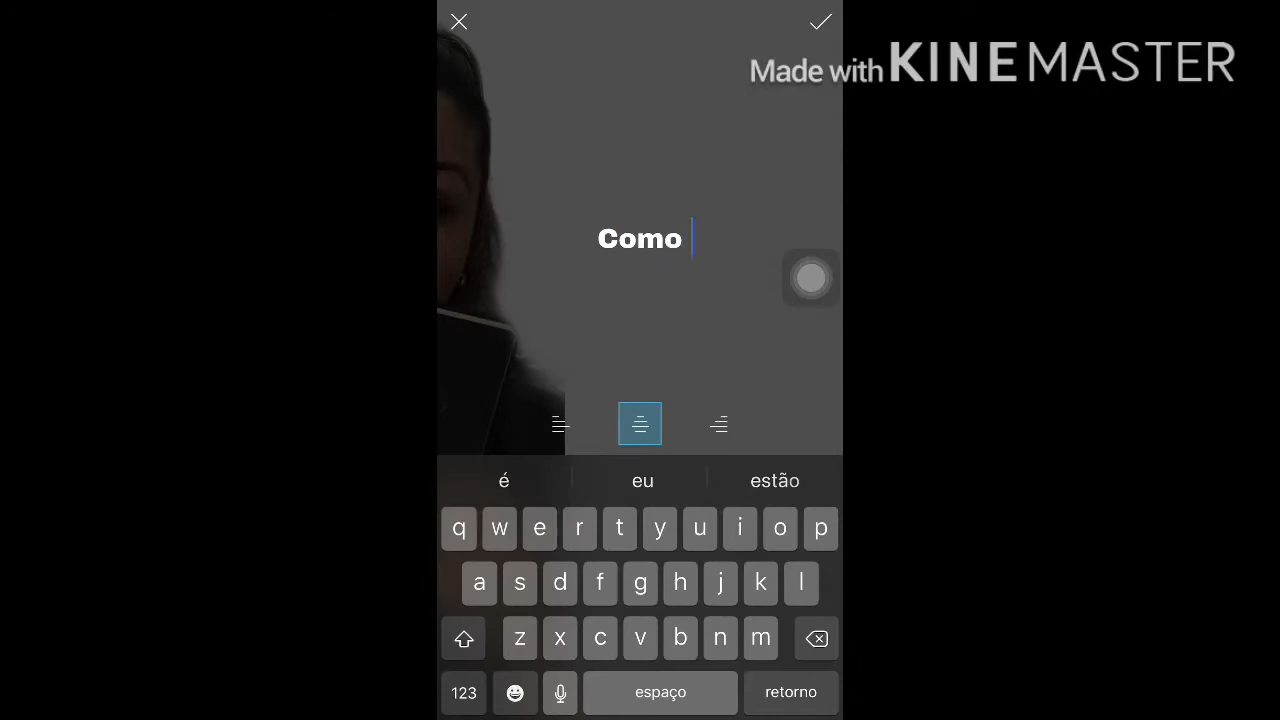 Made with KINEMASTER
Como
é eu estão
q w e r t y u i o p
a s d f g h j k l
z x c v b n m
123 espaço retorno